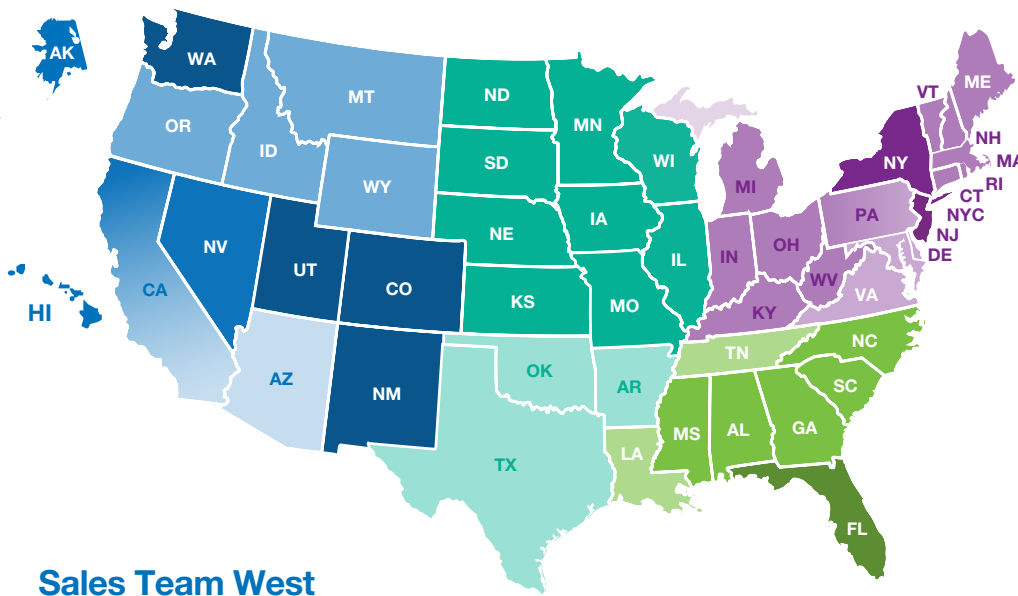 AK
WA
MT
ND
MN
ME
VT
OR
ID
SD
WI
NH
MA
NY
WY
MI
RI
CT
NYC
PA
NJ
NE
IA
NV
UT
CO
IL
IN
OH
DE
WV
VA
CA
HI
KS
MO
KY
AZ
NM
OK
AR
TN
NC
SC
MS
AL
GA
TX
LA
FL
Sales Team West